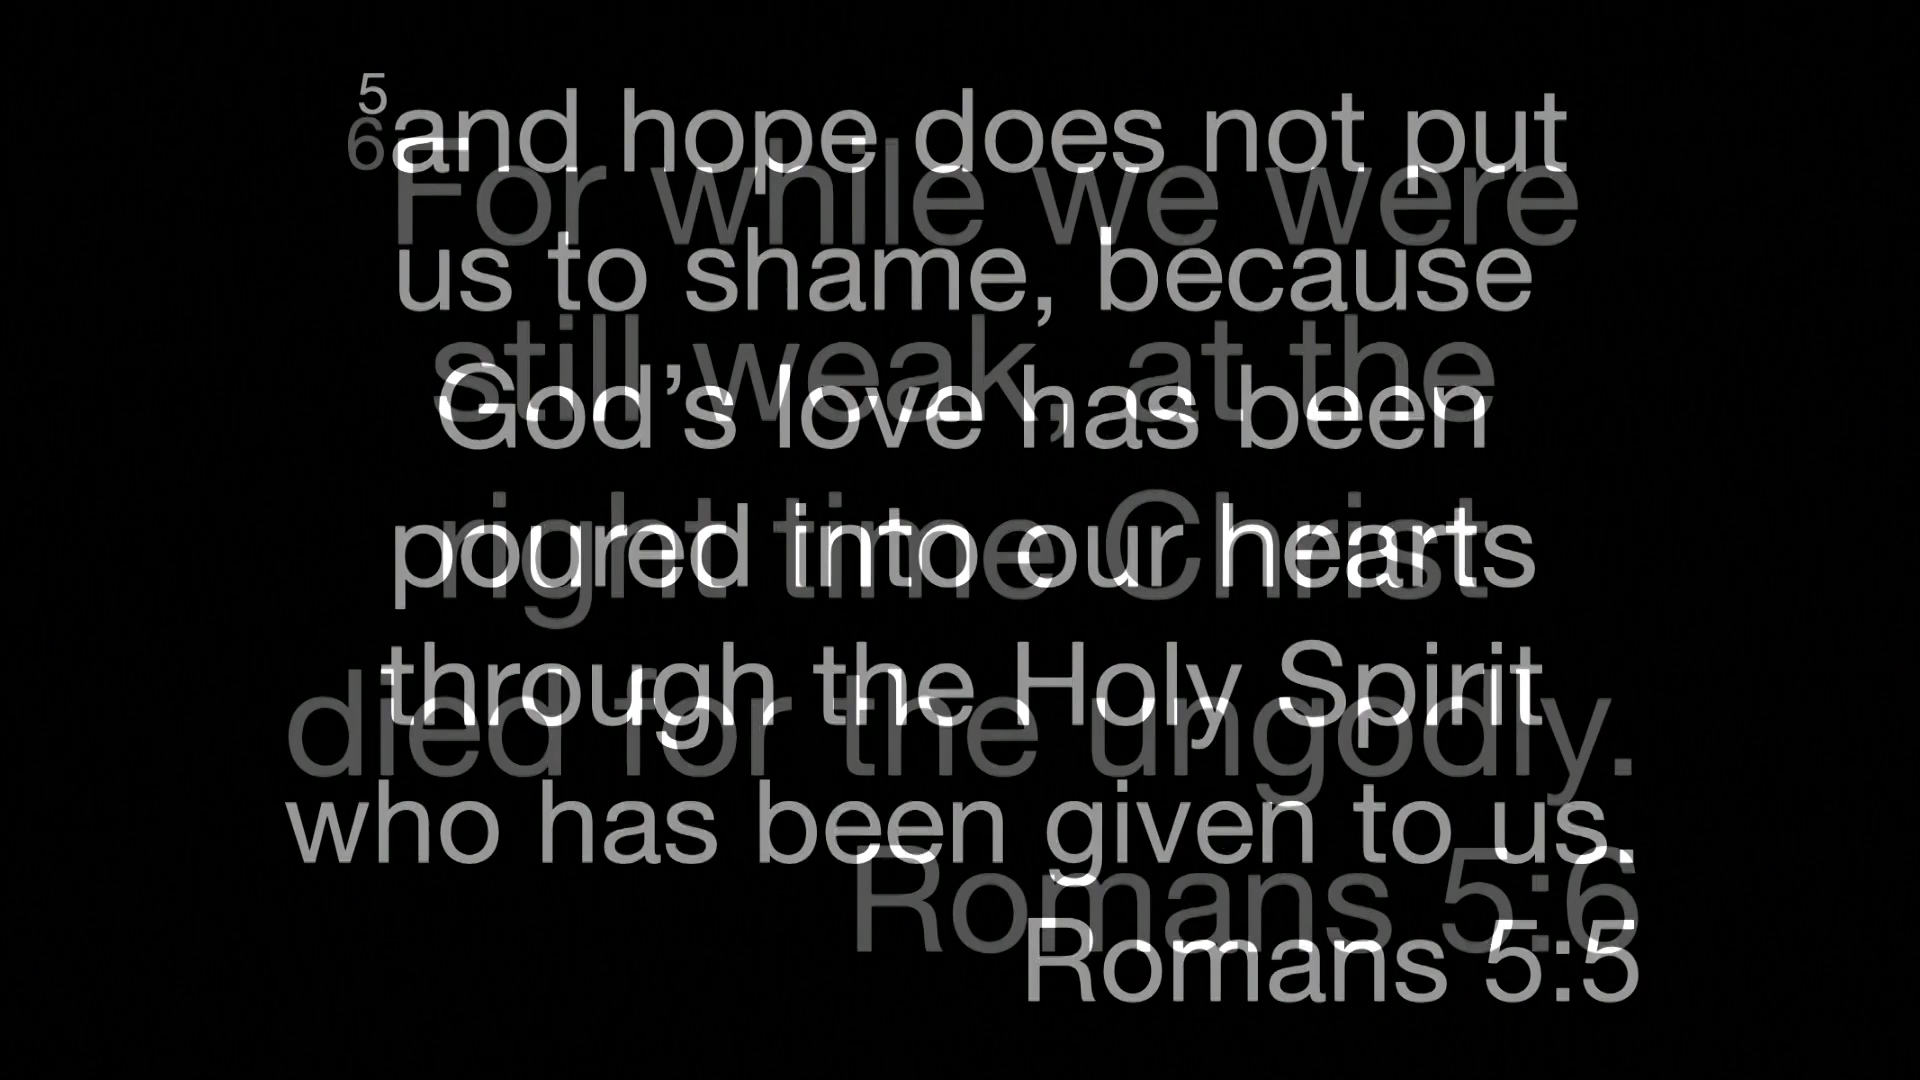 5 and hope does not put
us to shame, because
God’s love has been
poured into our hearts
through the Holy Spirit
who has been given to us.
Romans 5:5
6 For while we were
still weak, at the
right time Christ
died for the ungodly.
Romans 5:6